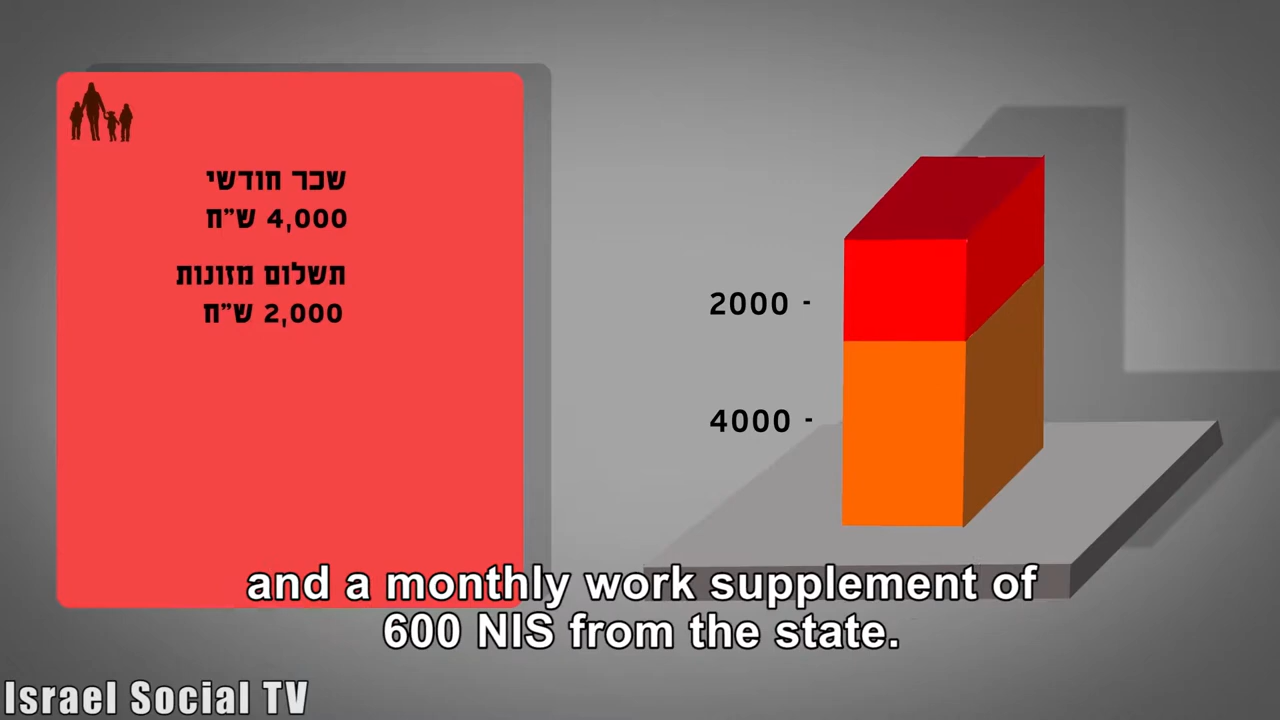 שכר חודשי
4,000 ש"ח
תשלום מזונות
2,000 ש"ח
2000 -
4000 -
and a monthly work supplement of
600 NIS from the state.
Israel Social TV